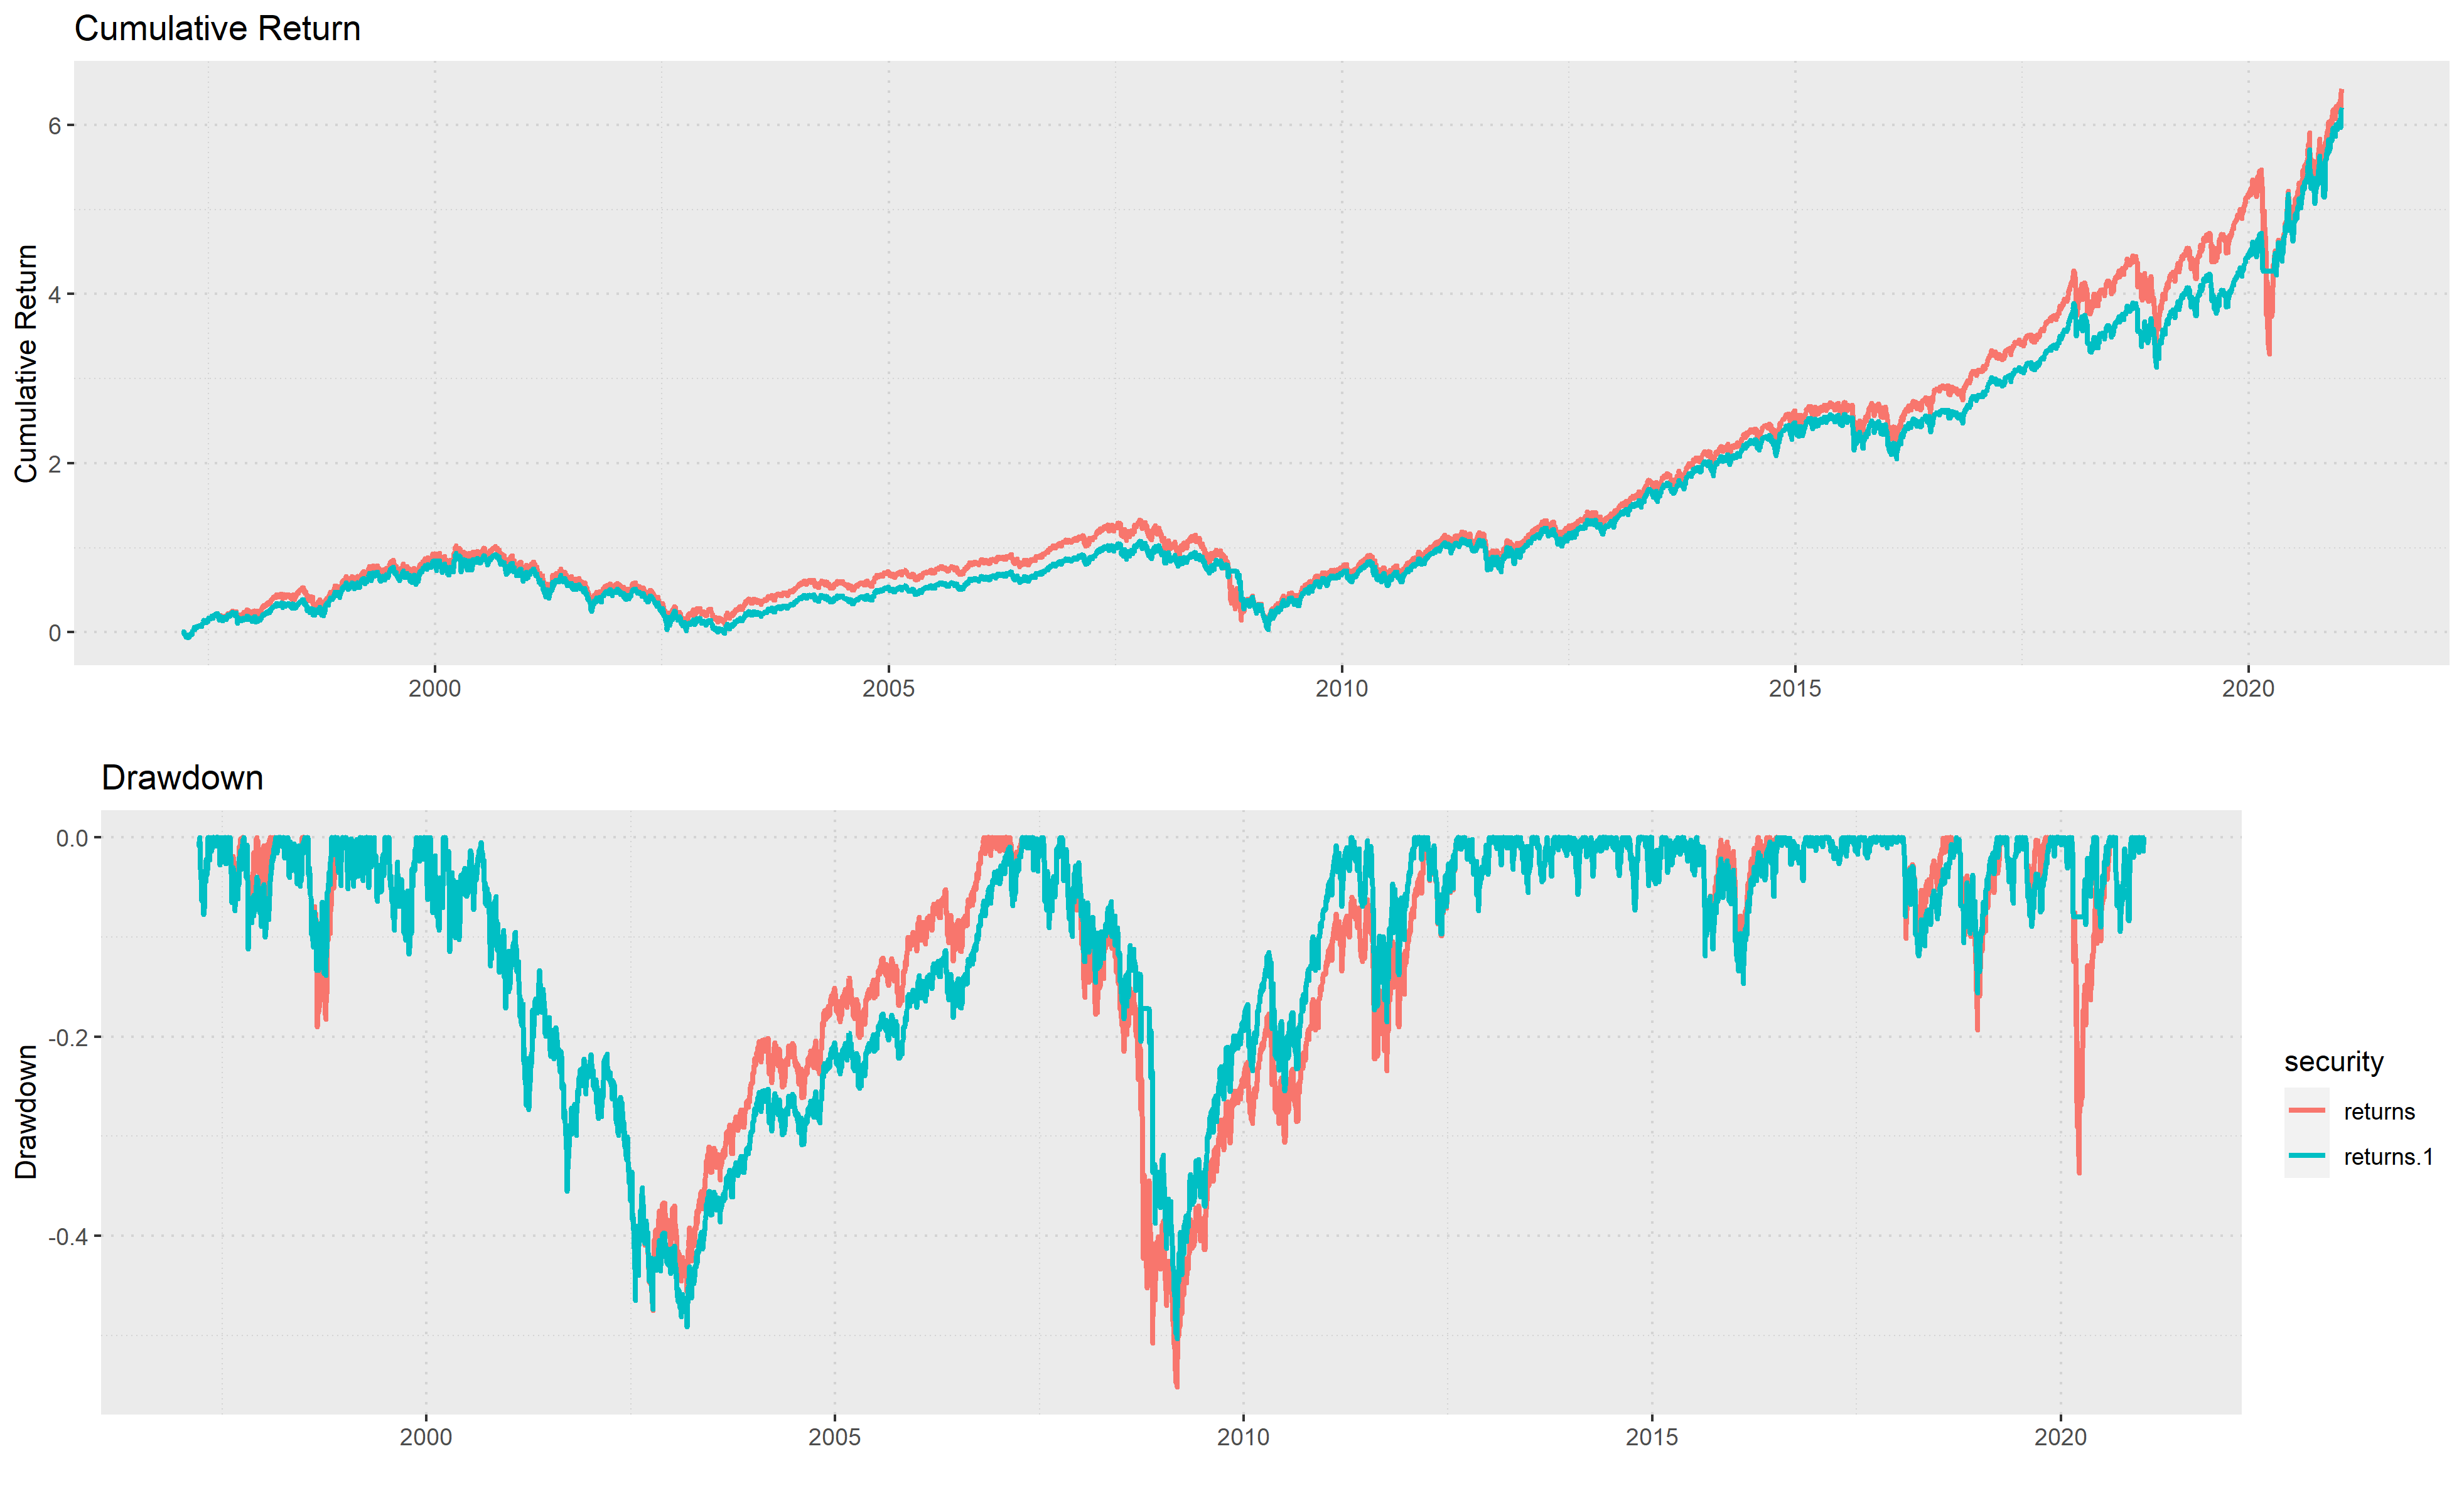 Cumulative Return
Cumulative Return
6
4
2
0
2000 2005 2010 2015 2020
Drawdown
Drawdown
0.0
-0.2
-0.4
2000 2005 2010 2015 2020
security
returns
returns.1